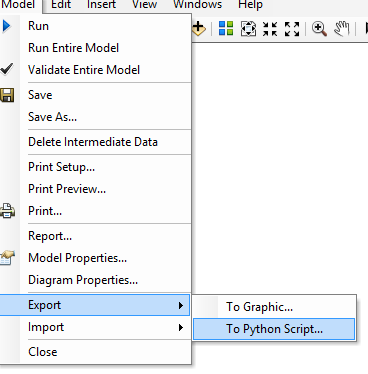 Model Edit Insert View Windows Help
Run
Run Entire Model
Validate Entire Model
Save
Save As...
Delete Intermediate Data
Print Setup...
Print Preview...
Print...
Report...
Model Properties...
Diagram Properties...
Export
To Graphic...
To Python Script...
Import
Close